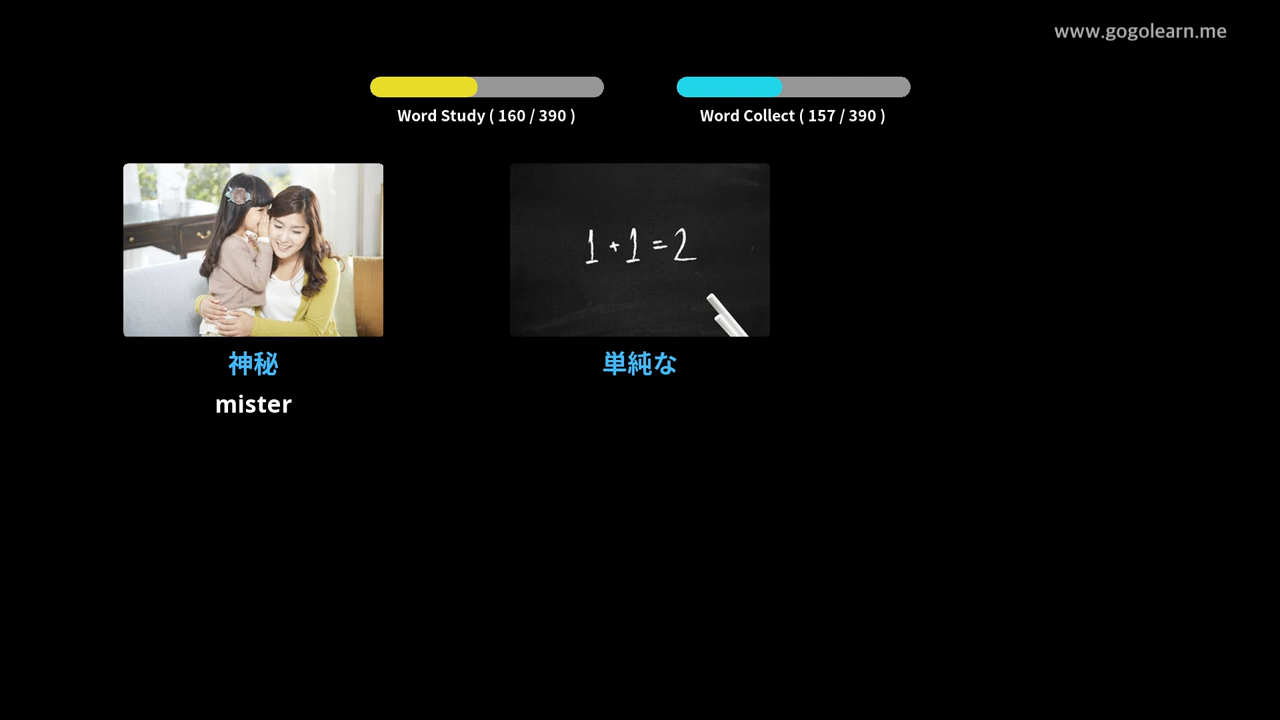 www.gogolearn.me
Word Study ( 160 / 390 )
Word Collect ( 157 / 390 )
1+1=2
神秘
単純な
mister